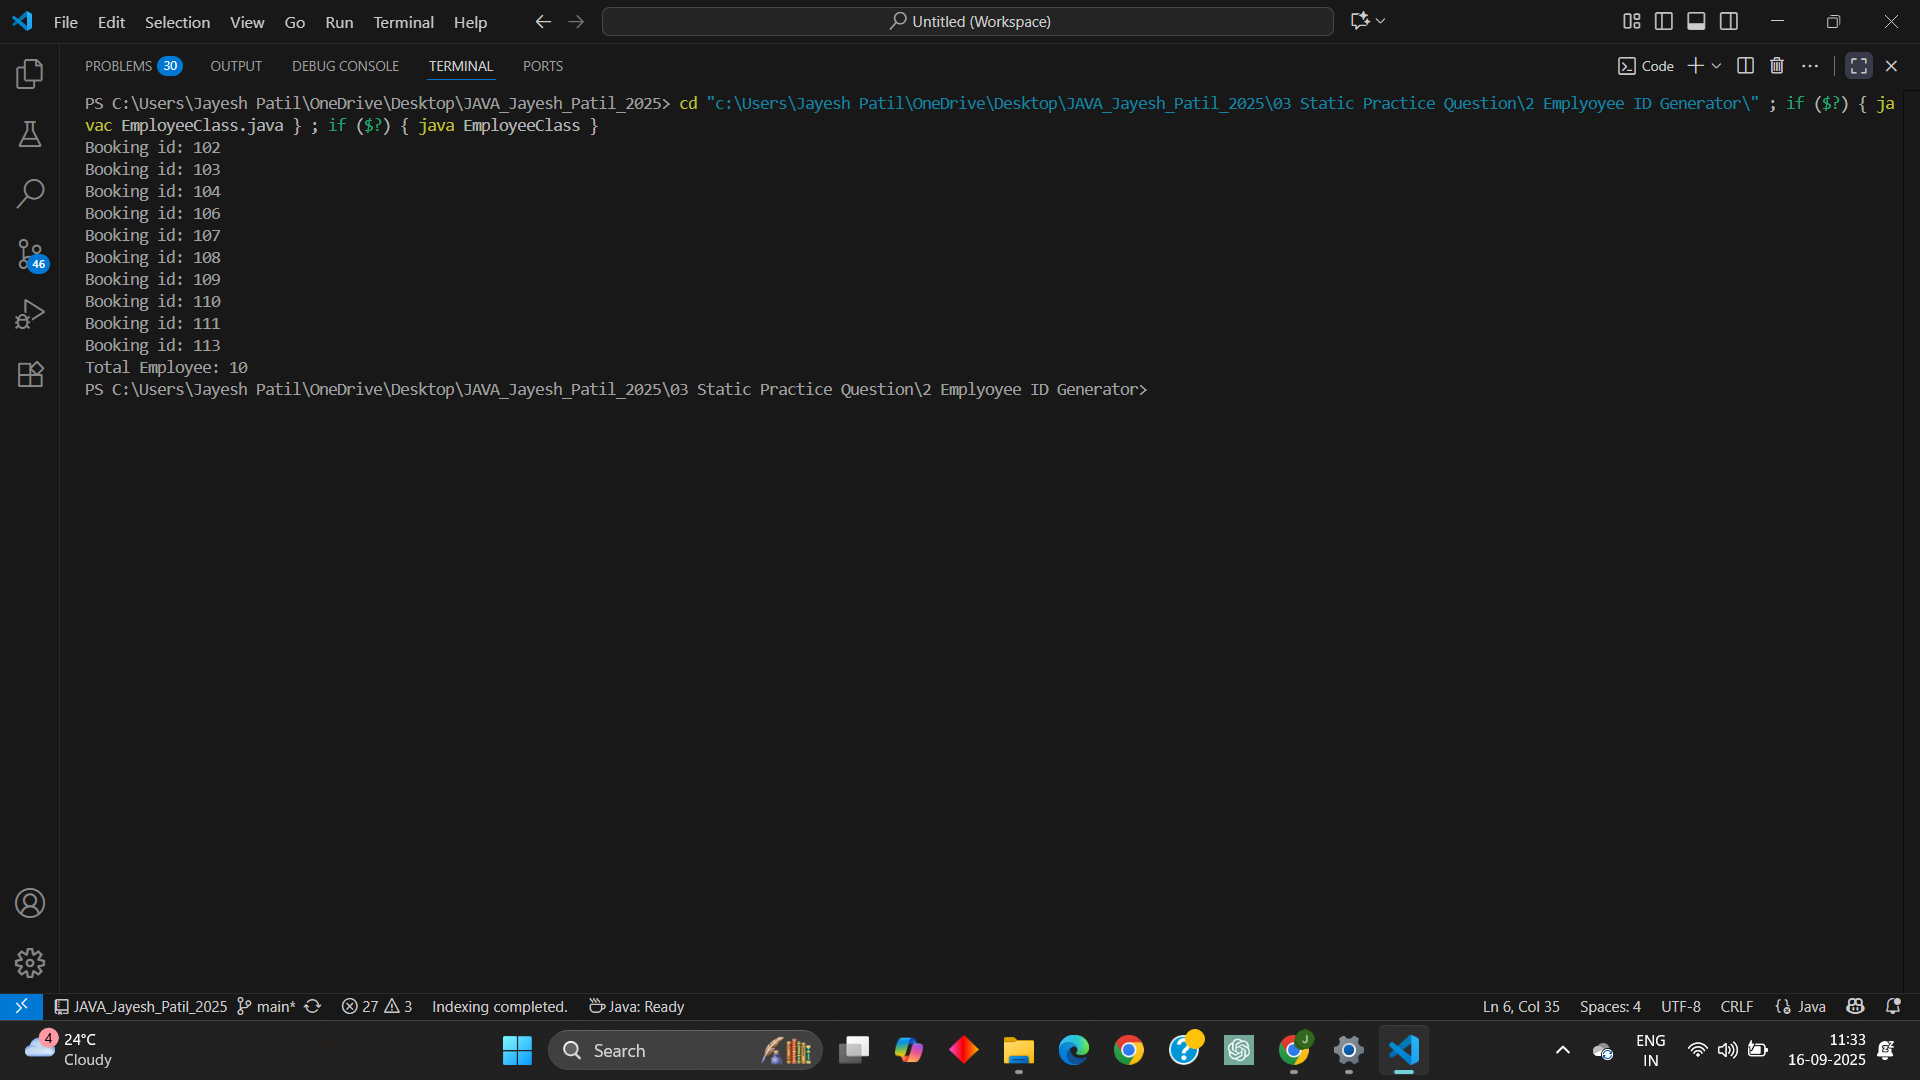 File Edit Selection View Go Run Terminal Help
Untitled (Workspace)
PROBLEMS 30 OUTPUT DEBUG CONSOLE TERMINAL PORTS
Code
PS C:\Users\Jayesh Patil\OneDrive\Desktop\JAVA_Jayesh_Patil_2025> cd "c:\Users\Jayesh Patil\OneDrive\Desktop\JAVA_Jayesh_Patil_2025\03 Static Practice Question\2 Emplyoyee ID Generator\" ; if ($?) { ja
vac EmployeeClass.java } ; if ($?) { java EmployeeClass }
Booking id: 102
Booking id: 103
Booking id: 104
Booking id: 106
Booking id: 107
Booking id: 108
Booking id: 109
Booking id: 110
Booking id: 111
Booking id: 113
Total Employee: 10
PS C:\Users\Jayesh Patil\OneDrive\Desktop\JAVA_Jayesh_Patil_2025\03 Static Practice Question\2 Emplyoyee ID Generator>
46
JAVA_Jayesh_Patil_2025 main* 27 3 Indexing completed. Java: Ready
Ln 6, Col 35 Spaces: 4 UTF-8 CRLF Java
4
24°C
Cloudy
Search
J
ENG
IN
11:33
16-09-2025